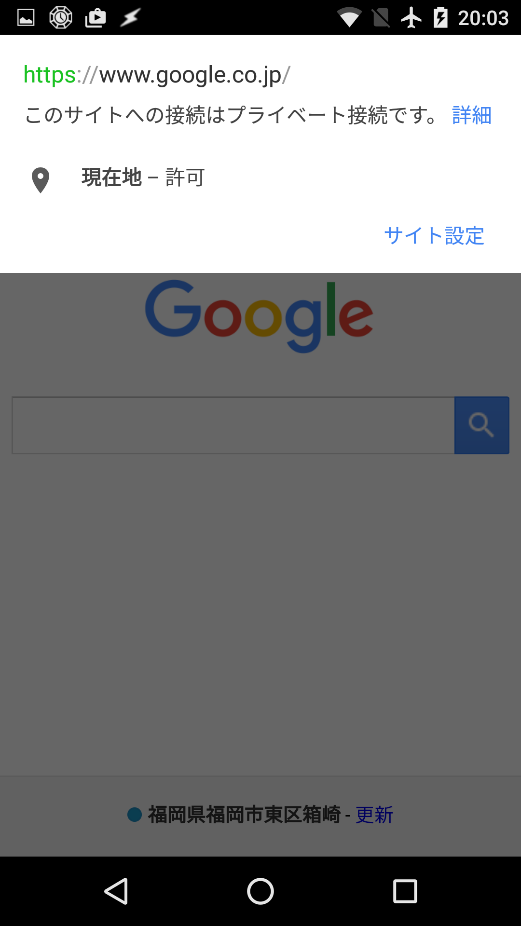 20:03
https://www.google.co.jp/
このサイトへの接続はプライベート接続です。 詳細
現在地 – 許可
サイト設定
Google
福岡県福岡市東区箱崎 - 更新